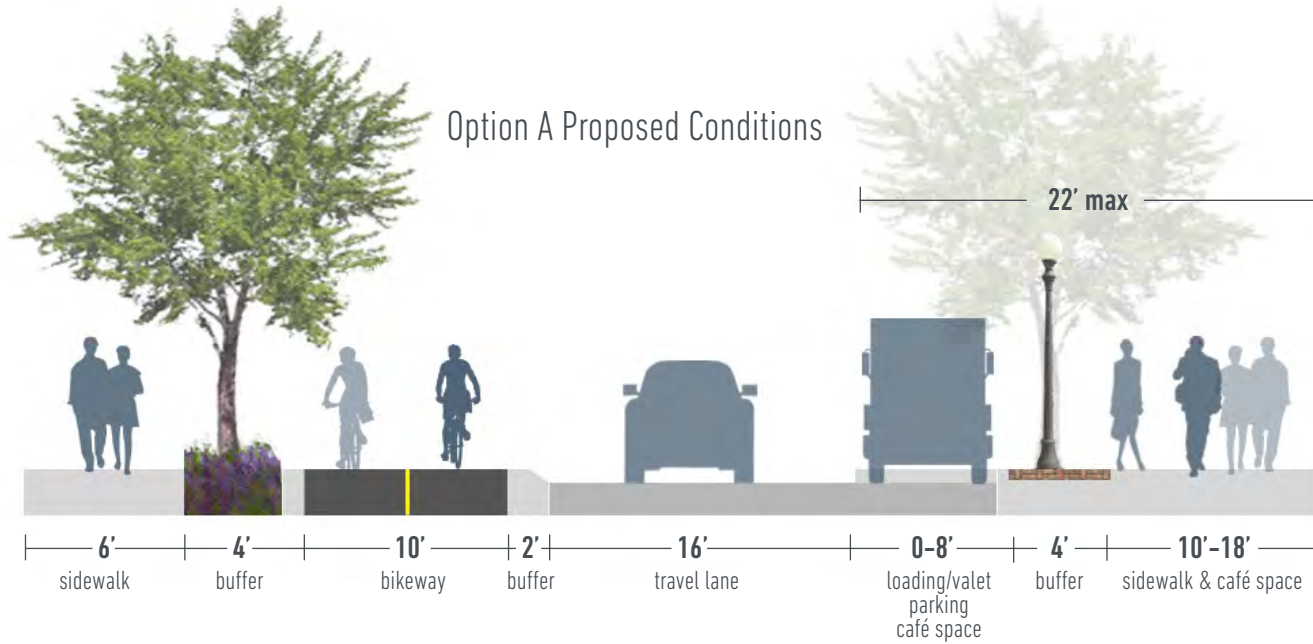 Option A Proposed Conditions
22’ max
6’
sidewalk
4’
buffer
10’
bikeway
2’
buffer
16’
travel lane
0-8’
loading/valet
parking
café space
4’
buffer
10’-18’
sidewalk & café space